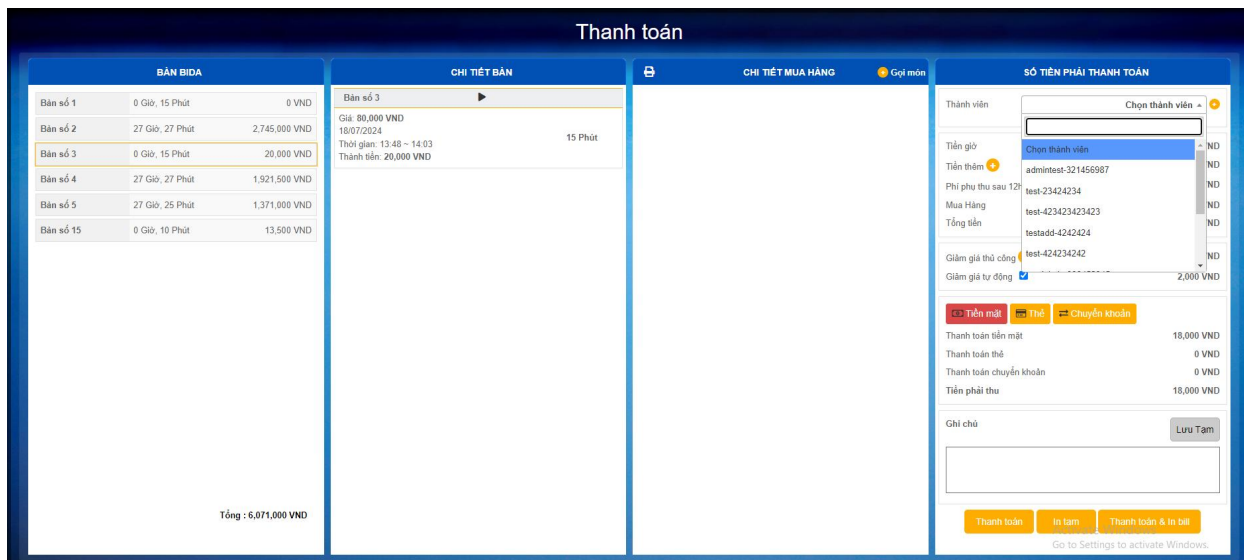 Thanh toán
BÀN BIDA
Bàn số 1 0 Giờ, 15 Phút 0 VND
Bàn số 2 27 Giờ, 27 Phút 2,745,000 VND
Bàn số 3 0 Giờ, 15 Phút 20,000 VND
Bàn số 4 27 Giờ, 27 Phút 1,921,500 VND
Bàn số 5 27 Giờ, 25 Phút 1,371,000 VND
Bàn số 15 0 Giờ, 10 Phút 13,500 VND
Tổng : 6,071,000 VND
CHI TIẾT BÀN
Bàn số 3
Giá: 80,000 VND
18/07/2024
Thời gian: 13:48 ~ 14:03
Thành tiền: 20,000 VND
15 Phút
CHI TIẾT MUA HÀNG Gọi món
SỐ TIỀN PHẢI THANH TOÁN
Thành viên Chọn thành viên
Chọn thành viên
admintest-321456987
test-23424234
test-423423423423
testadd-4242424
test-424234242
Tiền giờ
Tiền thêm
Phí phụ thu sau 12h
Mua Hàng
Tổng tiền
Giảm giá thủ công
Giảm giá tự động 2,000 VND
Tiền mặt Thẻ Chuyển khoản
Thanh toán tiền mặt 18,000 VND
Thanh toán thẻ 0 VND
Thanh toán chuyển khoản 0 VND
Tiền phải thu 18,000 VND
Ghi chú Lưu Tạm
Thanh toán In tạm Thanh toán & In bill
Go to Settings to activate Windows.